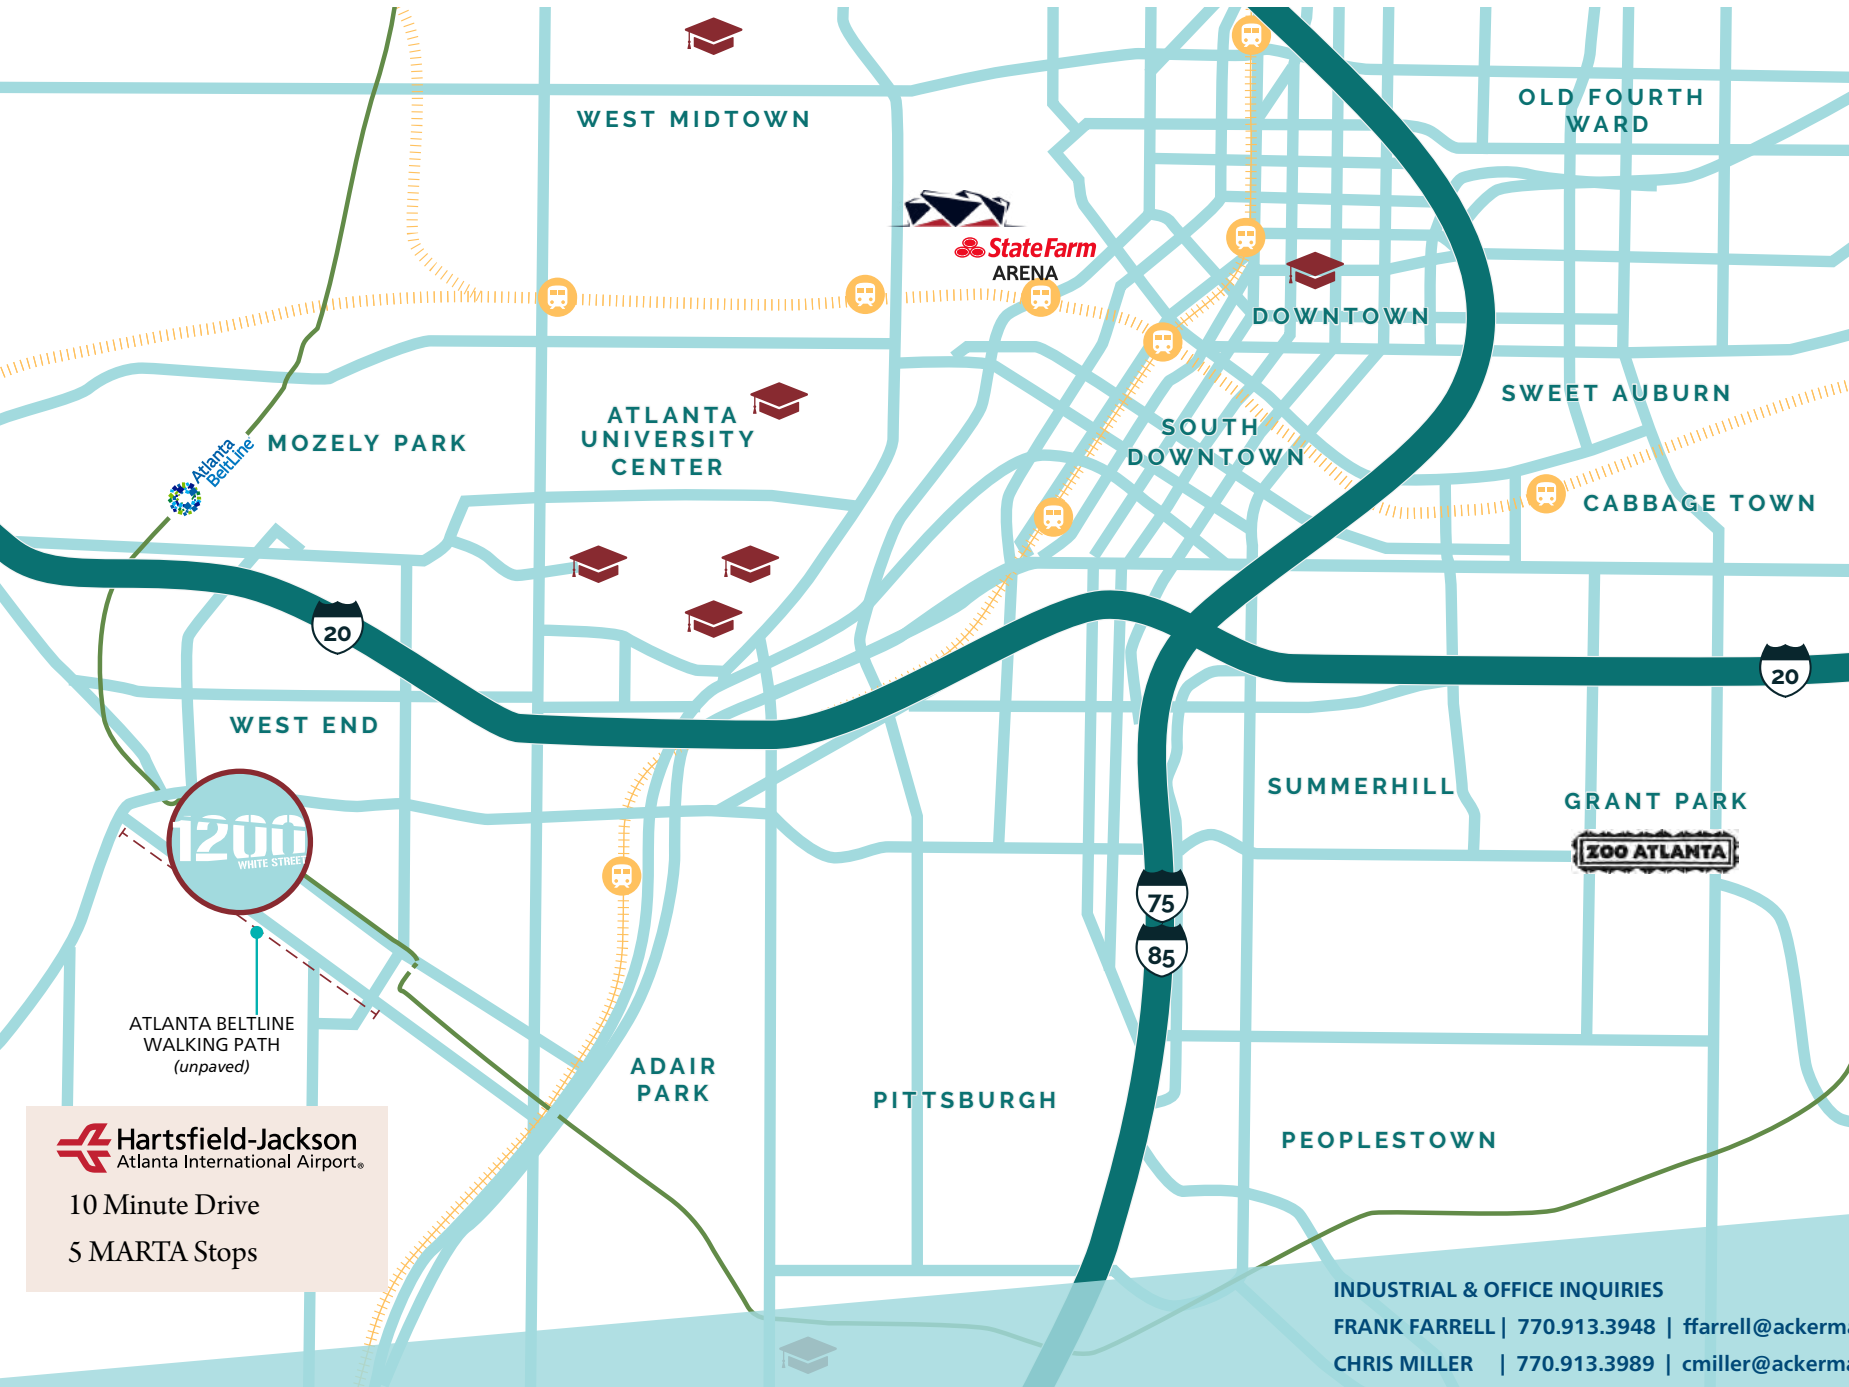 WEST MIDTOWN
OLD FOURTH
WARD
StateFarm
ARENA
DOWNTOWN
SWEET AUBURN
ATLANTA
UNIVERSITY
CENTER
MOZELY PARK
Atlanta
BeltLine
SOUTH
DOWNTOWN
CABBAGE TOWN
20
20
WEST END
SUMMERHILL
GRANT PARK
ZOO ATLANTA
1200
WHITE STREET
75
85
ATLANTA BELTLINE
WALKING PATH
(unpaved)
ADAIR
PARK
PITTSBURGH
PEOPLESTOWN
Hartsfield-Jackson
Atlanta International Airport®
10 Minute Drive
5 MARTA Stops
INDUSTRIAL & OFFICE INQUIRIES
FRANK FARRELL | 770.913.3948 | ffarrell@ackerma
CHRIS MILLER | 770.913.3989 | cmiller@ackerma